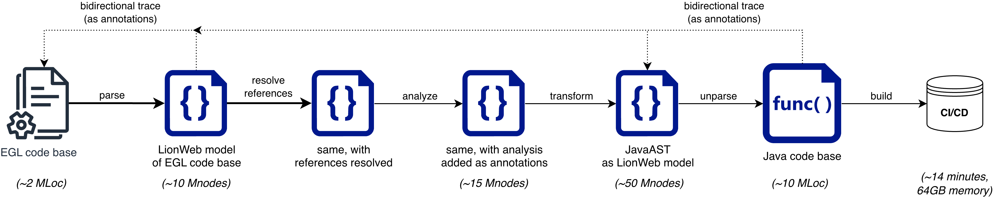 bidirectional trace
(as annotations)
bidirectional trace
(as annotations)
parse
resolve
references
analyze
transform
unparse
build
{}
{}
{}
{}
func( )
CI/CD
EGL code base
LionWeb model
of EGL code base
same, with
references resolved
same, with analysis
added as annotations
JavaAST
as LionWeb model
Java code base
(~2 MLoc)
(~10 Mnodes)
(~15 Mnodes)
(~50 Mnodes)
(~10 MLoc)
(~14 minutes,
64GB memory)